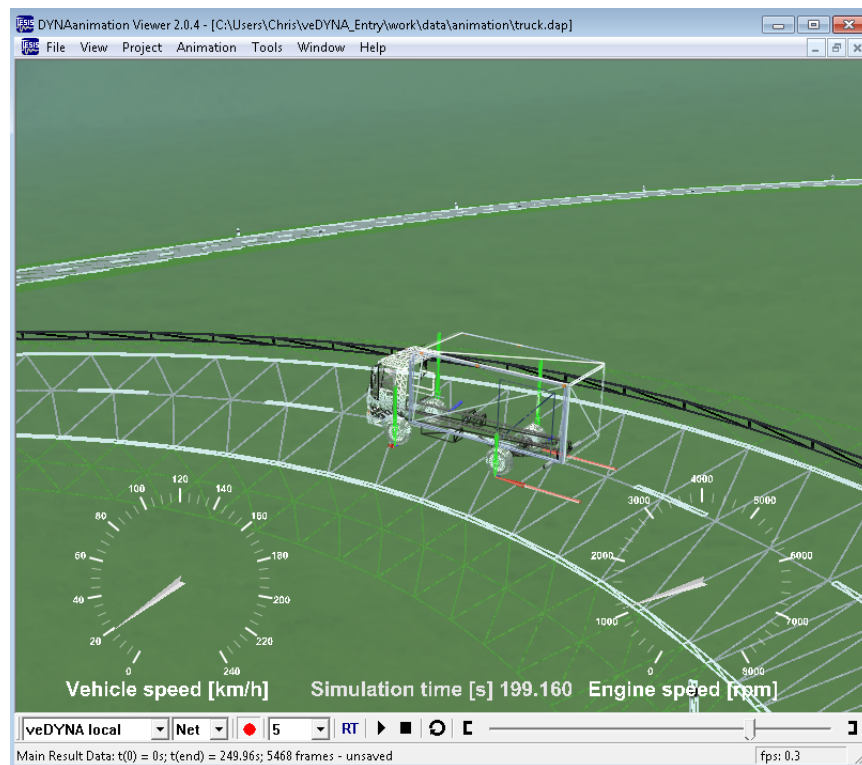 TESIS DYNAanimation Viewer 2.0.4 - [C:\Users\Chris\veDYNA_Entry\work\data\animation\truck.dap]
TESIS File View Project Animation Tools Window Help
0 20 40 60 80 100 120 140 160 180 200 220 240
Vehicle speed [km/h]
Simulation time [s] 199.160
0 1000 2000 3000 4000 5000 6000 7000 8000
Engine speed [rpm]
veDYNA local Net 5 RT
Main Result Data: t(0) = 0s; t(end) = 249.96s; 5468 frames - unsaved
fps: 0.3